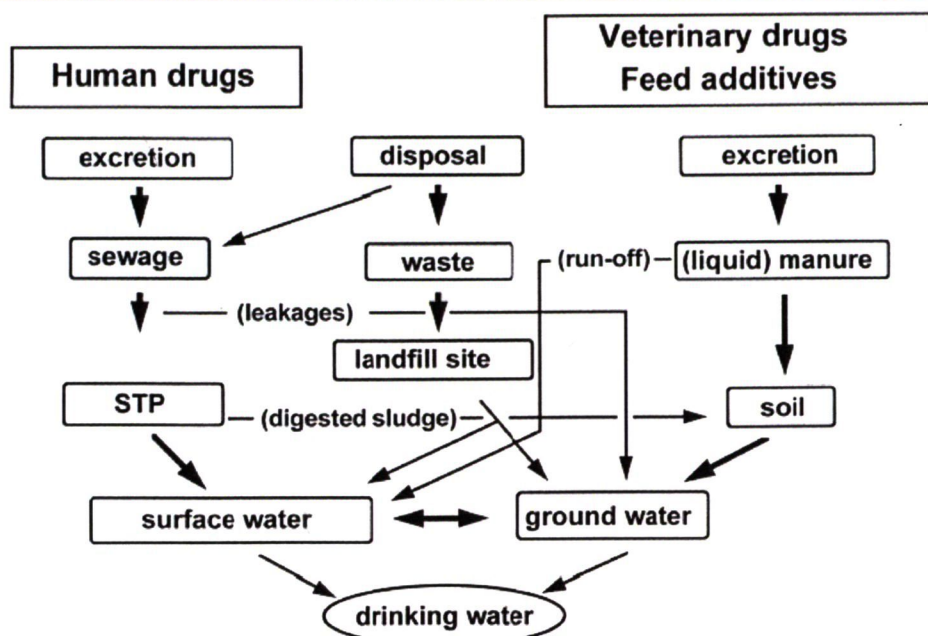 Human drugs
Veterinary drugs
Feed additives
excretion
disposal
excretion
sewage
waste
(run-off)
(liquid) manure
(leakages)
landfill site
STP
(digested sludge)
soil
surface water
ground water
drinking water